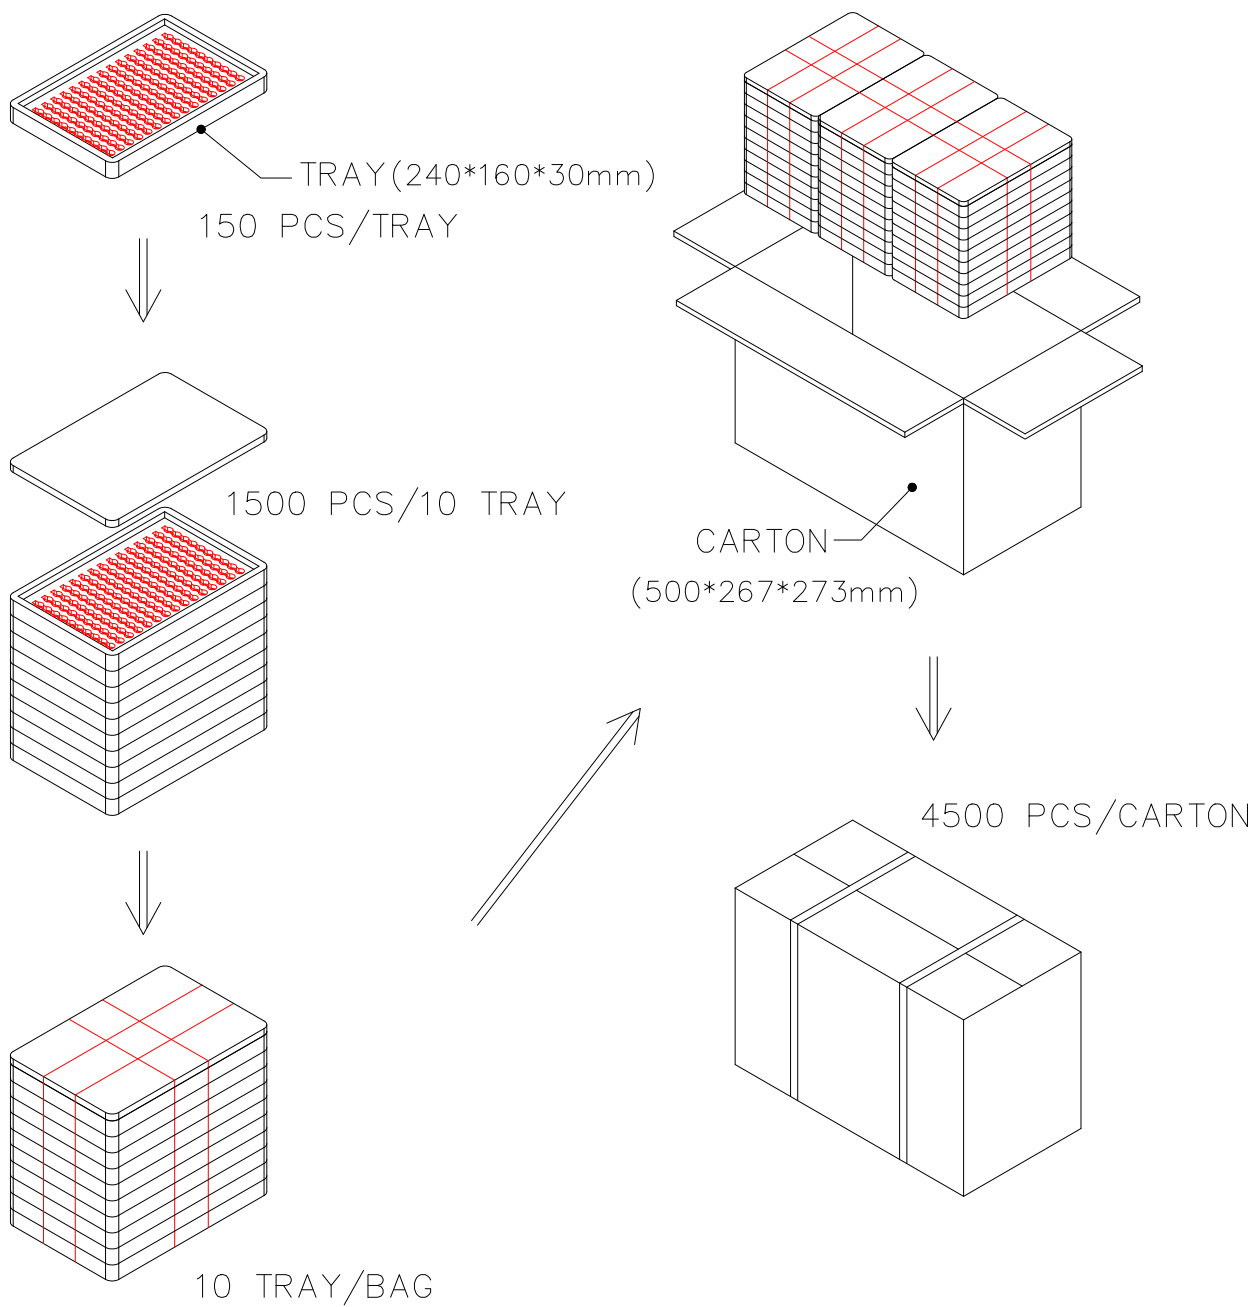 TRAY(240*160*30mm)
150 PCS/TRAY
1500 PCS/10 TRAY
10 TRAY/BAG
CARTON
(500*267*273mm)
4500 PCS/CARTON